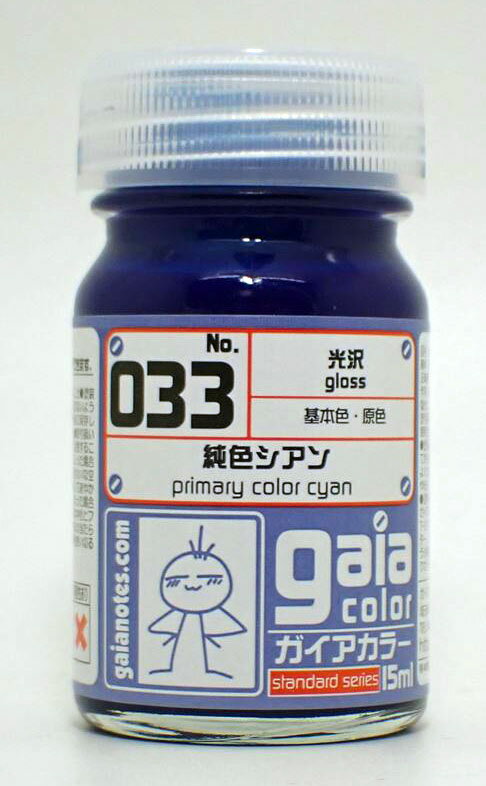 No.
033
光沢
gloss
基本色・原色
純色シアン
primary color cyan
gaianotes.com
gaia
color
ガイアカラー
standard series 15ml